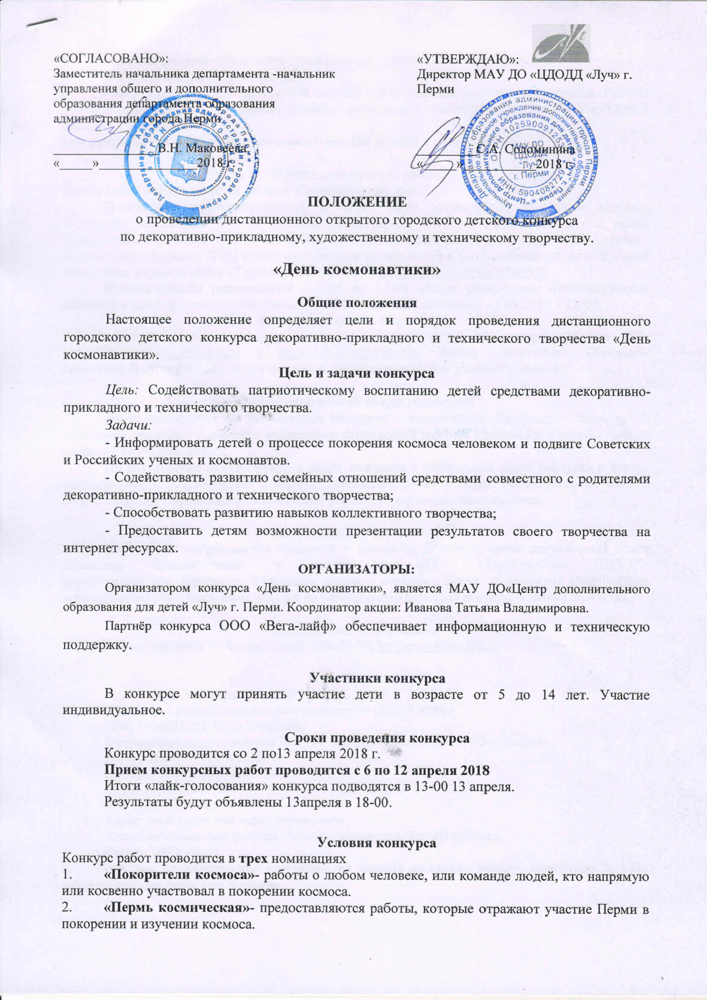 «СОГЛАСОВАНО»:
Заместитель начальника департамента -начальник
управления общего и дополнительного
образования департамента образования
администрации города Перми
_______________В.Н. Маковеева
«_____»_______________2018 г.
«УТВЕРЖДАЮ»:
Директор МАУ ДО «ЦДОДД «Луч» г.
Перми
_________С.А. Соломинина
«_____»___________2018 г.
МАУ ДО
"ЦДОДД
"Луч"
г. Перми
ИНН 5904082729
ПОЛОЖЕНИЕ
о проведении дистанционного открытого городского детского конкурса
по декоративно-прикладному, художественному и техническому творчеству.
«День космонавтики»
Общие положения
Настоящее положение определяет цели и порядок проведения дистанционного
городского детского конкурса декоративно-прикладного и технического творчества «День
космонавтики».
Цель и задачи конкурса
Цель: Содействовать патриотическому воспитанию детей средствами декоративно-
прикладного и технического творчества.
Задачи:
- Информировать детей о процессе покорения космоса человеком и подвиге Советских
и Российских ученых и космонавтов.
- Содействовать развитию семейных отношений средствами совместного с родителями
декоративно-прикладного и технического творчества;
- Способствовать развитию навыков коллективного творчества;
- Предоставить детям возможности презентации результатов своего творчества на
интернет ресурсах.
ОРГАНИЗАТОРЫ:
Организатором конкурса «День космонавтики», является МАУ ДО«Центр дополнительного
образования для детей «Луч» г. Перми. Координатор акции: Иванова Татьяна Владимировна.
Партнёр конкурса ООО «Вега-лайф» обеспечивает информационную и техническую
поддержку.
Участники конкурса
В конкурсе могут принять участие дети в возрасте от 5 до 14 лет. Участие
индивидуальное.
Сроки проведения конкурса
Конкурс проводится со 2 по13 апреля 2018 г.
Прием конкурсных работ проводится с 6 по 12 апреля 2018
Итоги «лайк-голосования» конкурса подводятся в 13-00 13 апреля.
Результаты будут объявлены 13апреля в 18-00.
Условия конкурса
Конкурс работ проводится в трех номинациях
1. «Покорители космоса»- работы о любом человеке, или команде людей, кто напрямую
или косвенно участвовал в покорении космоса.
2. «Пермь космическая»- предоставляются работы, которые отражают участие Перми в
покорении и изучении космоса.